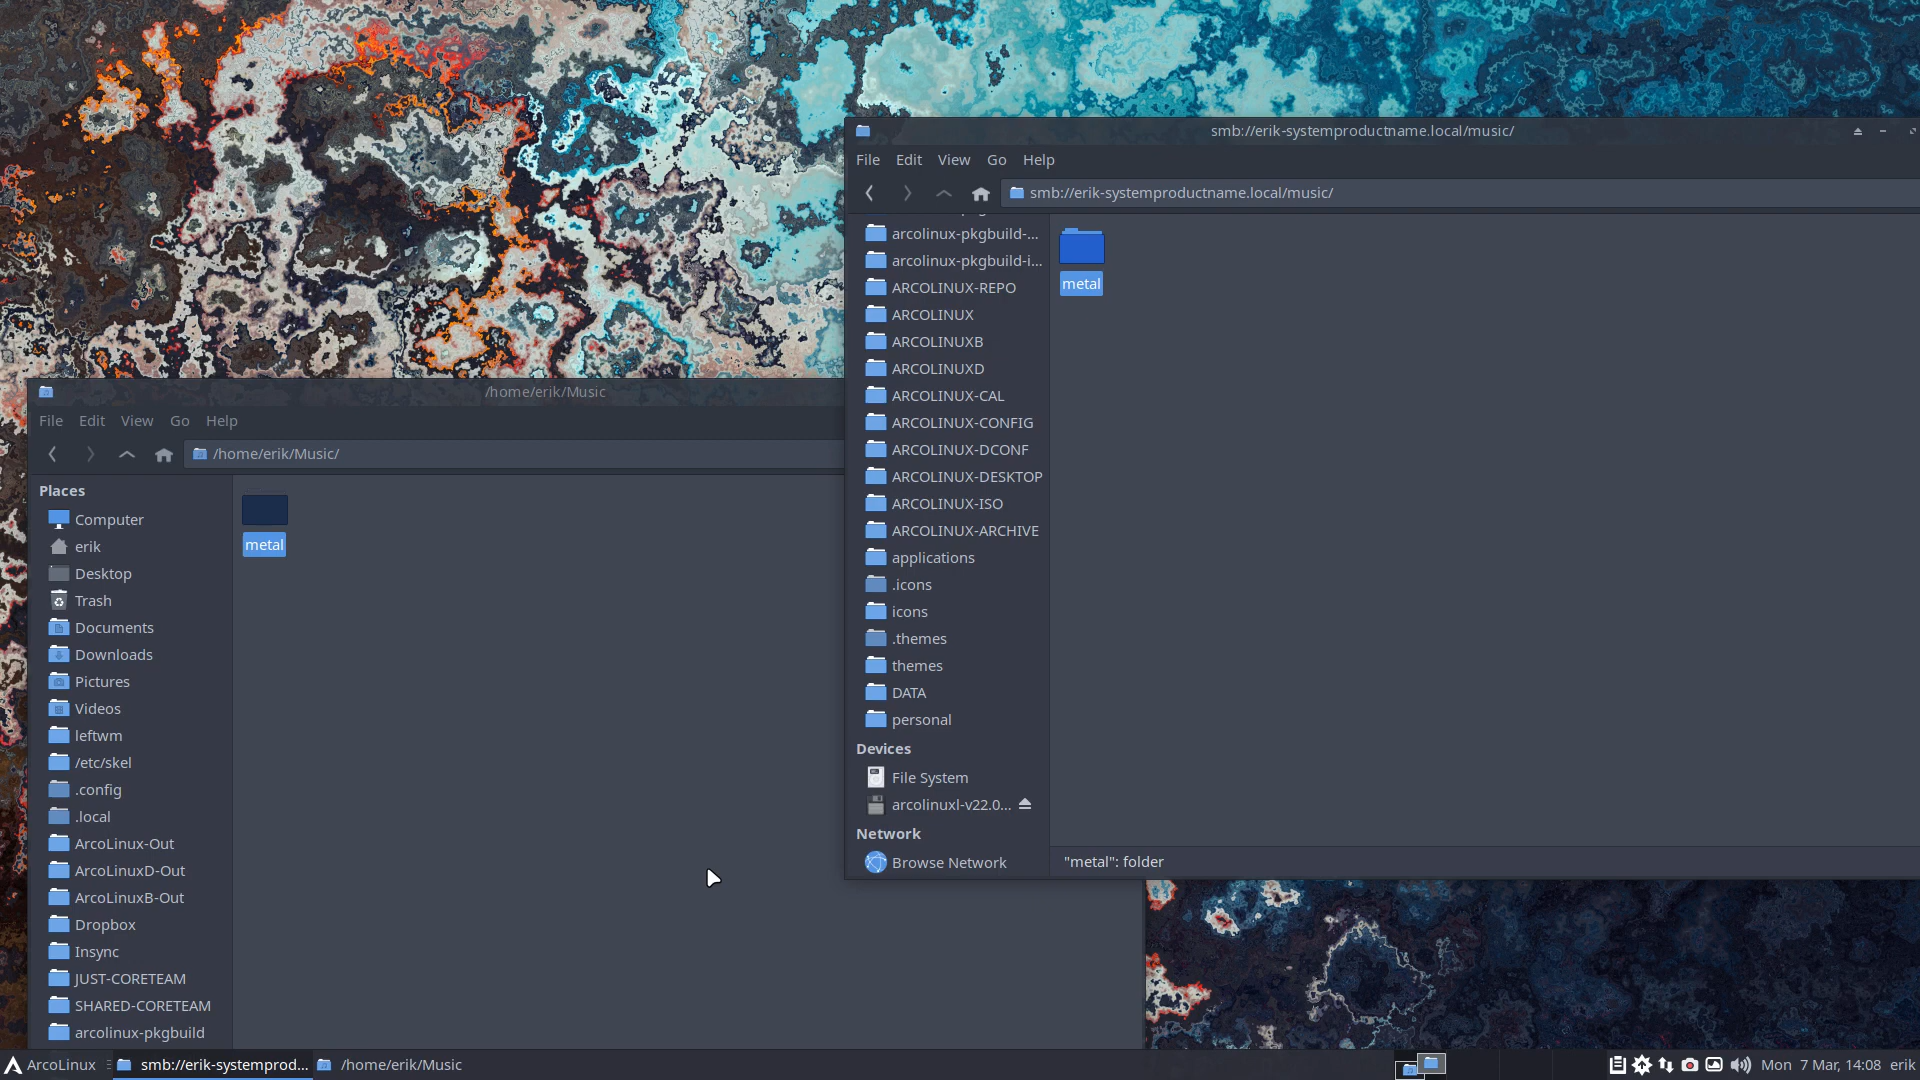 smb://erik-systemproductname.local/music/
File Edit View Go Help
smb://erik-systemproductname.local/music/
arcolinux-pkgbuild-...
arcolinux-pkgbuild-i...
ARCOLINUX-REPO
ARCOLINUX
ARCOLINUXB
ARCOLINUXD
ARCOLINUX-CAL
ARCOLINUX-CONFIG
ARCOLINUX-DCONF
ARCOLINUX-DESKTOP
ARCOLINUX-ISO
ARCOLINUX-ARCHIVE
applications
.icons
icons
.themes
themes
DATA
personal
Devices
File System
arcolinuxl-v22.0...
Network
Browse Network
metal
"metal": folder
/home/erik/Music
File Edit View Go Help
/home/erik/Music/
Places
Computer
erik
Desktop
Trash
Documents
Downloads
Pictures
Videos
leftwm
/etc/skel
.config
.local
ArcoLinux-Out
ArcoLinuxD-Out
ArcoLinuxB-Out
Dropbox
Insync
JUST-CORETEAM
SHARED-CORETEAM
arcolinux-pkgbuild
metal
ArcoLinux smb://erik-systemprod... /home/erik/Music Mon 7 Mar, 14:08 erik